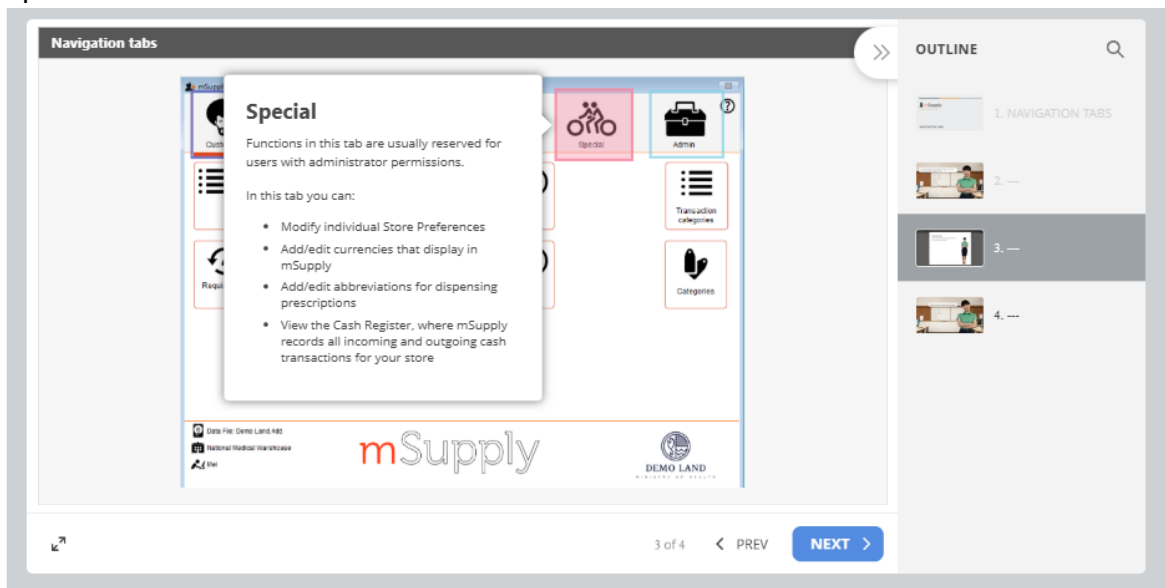 Navigation tabs
OUTLINE
Special
Functions in this tab are usually reserved for
users with administrator permissions.
In this tab you can:
• Modify individual Store Preferences
• Add/edit currencies that display in
mSupply
• Add/edit abbreviations for dispensing
prescriptions
• View the Cash Register, where mSupply
records all incoming and outgoing cash
transactions for your store
Special
Admin
Transaction
categories
Categories
Data File: Demo Land.4dd
National Medical Warehouse
mSupply
DEMO LAND
MINISTRY OF HEALTH
1. NAVIGATION TABS
2. —
3. —
4. —
3 of 4
PREV
NEXT